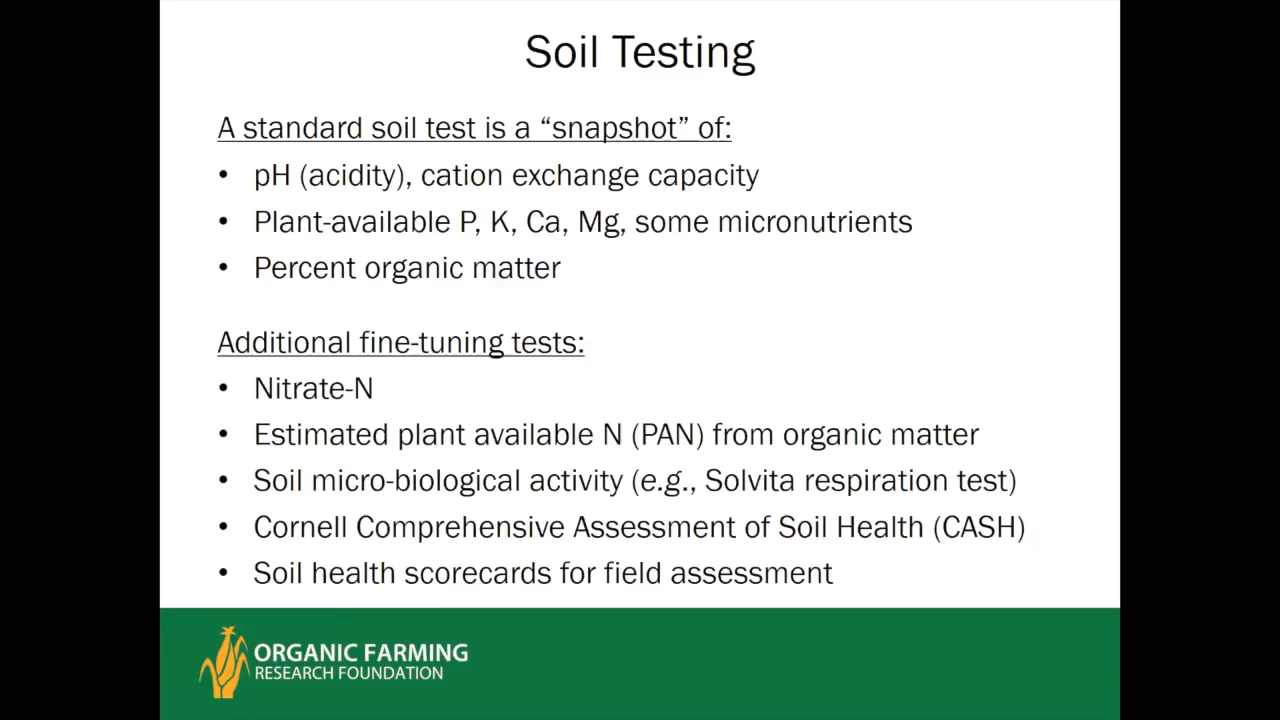 Soil Testing
A standard soil test is a “snapshot” of:
• pH (acidity), cation exchange capacity
• Plant-available P, K, Ca, Mg, some micronutrients
• Percent organic matter
Additional fine-tuning tests:
• Nitrate-N
• Estimated plant available N (PAN) from organic matter
• Soil micro-biological activity (e.g., Solvita respiration test)
• Cornell Comprehensive Assessment of Soil Health (CASH)
• Soil health scorecards for field assessment
ORGANIC FARMING
RESEARCH FOUNDATION